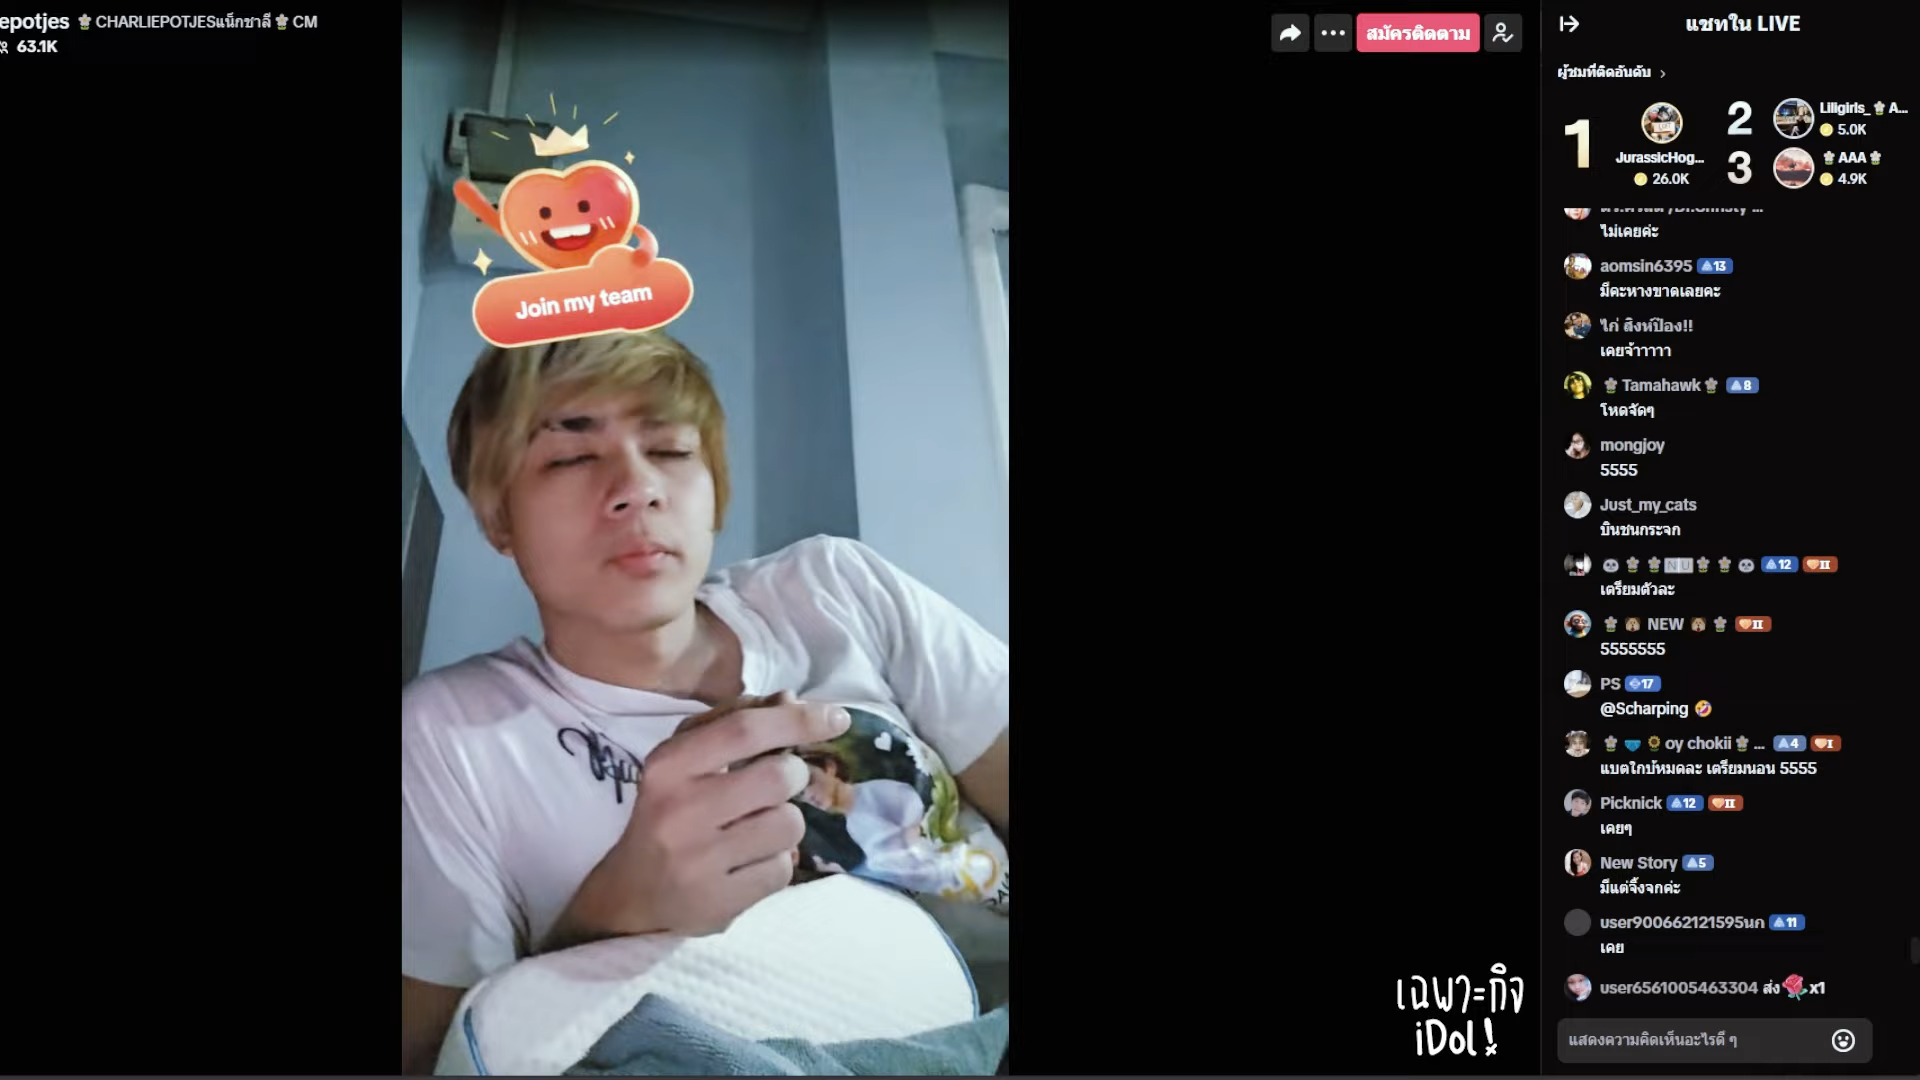 epotjes CHARLIEPOTJESแน็กชาลีCM
63.1K
สมัครติดตาม
แชทใน LIVE
ผู้ชมที่ติดอันดับ
1
JurassicHog...
26.0K
2
Liligirls_ A...
5.0K
3
AAA
4.9K
ไม่เคยค่ะ
aomsin6395 13
มีคะหางขาดเลยคะ
ไก่ สิงห์ป้อง!!
เคยจ้าาาาา
Tamahawk 8
โหดจัดๆ
mongjoy
5555
Just_my_cats
บินชนกระจก
NU 12 II
เตรียมตัวละ
NEW II
5555555
PS 17
@Scharping
oy chokii ... 4 I
แบตใกบ้หมดละ เตรียมนอน 5555
Picknick 12 II
เคยๆ
New Story 5
มีแต่จิ้งจกค่ะ
user900662121595นก 11
เคย
user6561005463304 ส่ง x1
แสดงความคิดเห็นอะไรดี ๆ
Join my team
เฉพาะกิจ
iDol!